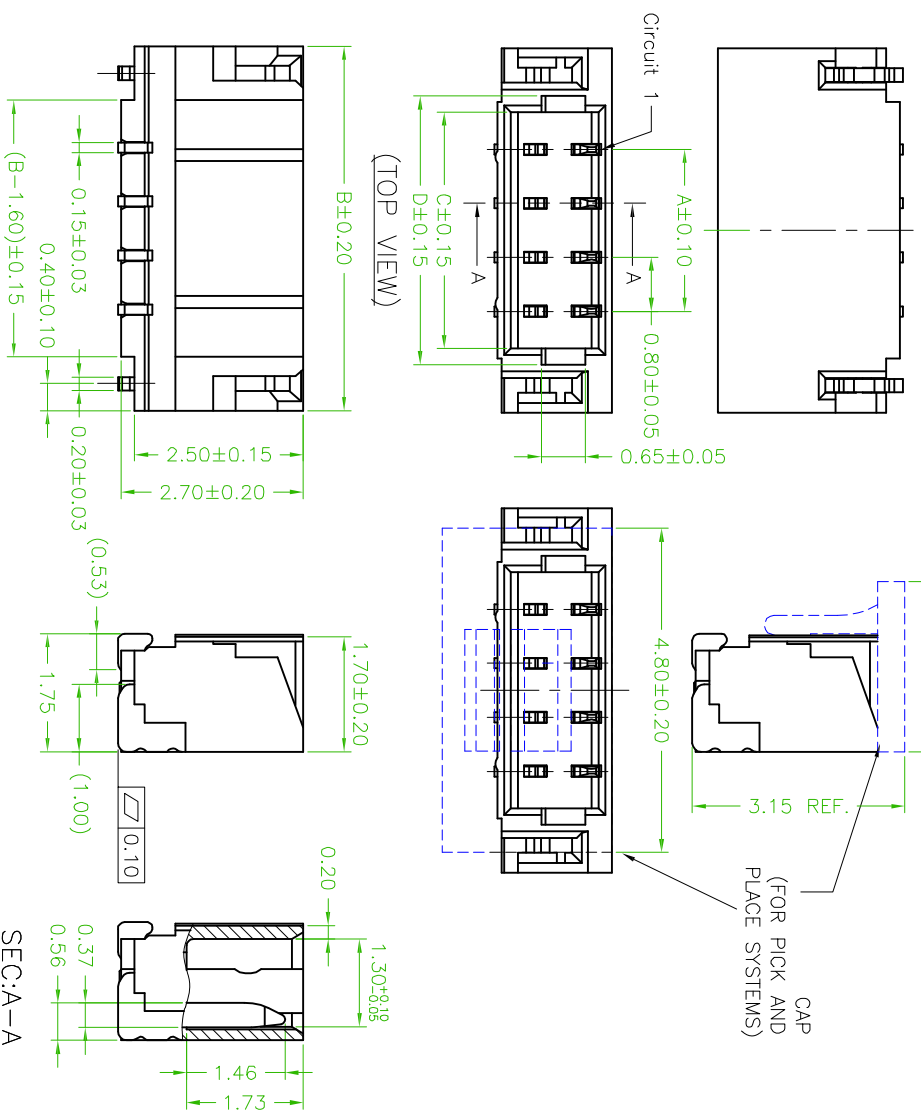 Circuit 1
A±0.10
A
A
0.80±0.05
0.65±0.05
C±0.15
D±0.15
(TOP VIEW)
B±0.20
2.50±0.15
2.70±0.20
0.20±0.03
0.15±0.03
0.40±0.10
(B-1.60)±0.15
3.15 REF.
CAP
(FOR PICK AND
PLACE SYSTEMS)
4.80±0.20
1.70±0.20
(0.53)
1.75
(1.00)
0.10
0.20
1.30+0.10
-0.05
0.37
0.56
1.46
1.73
SEC:A-A